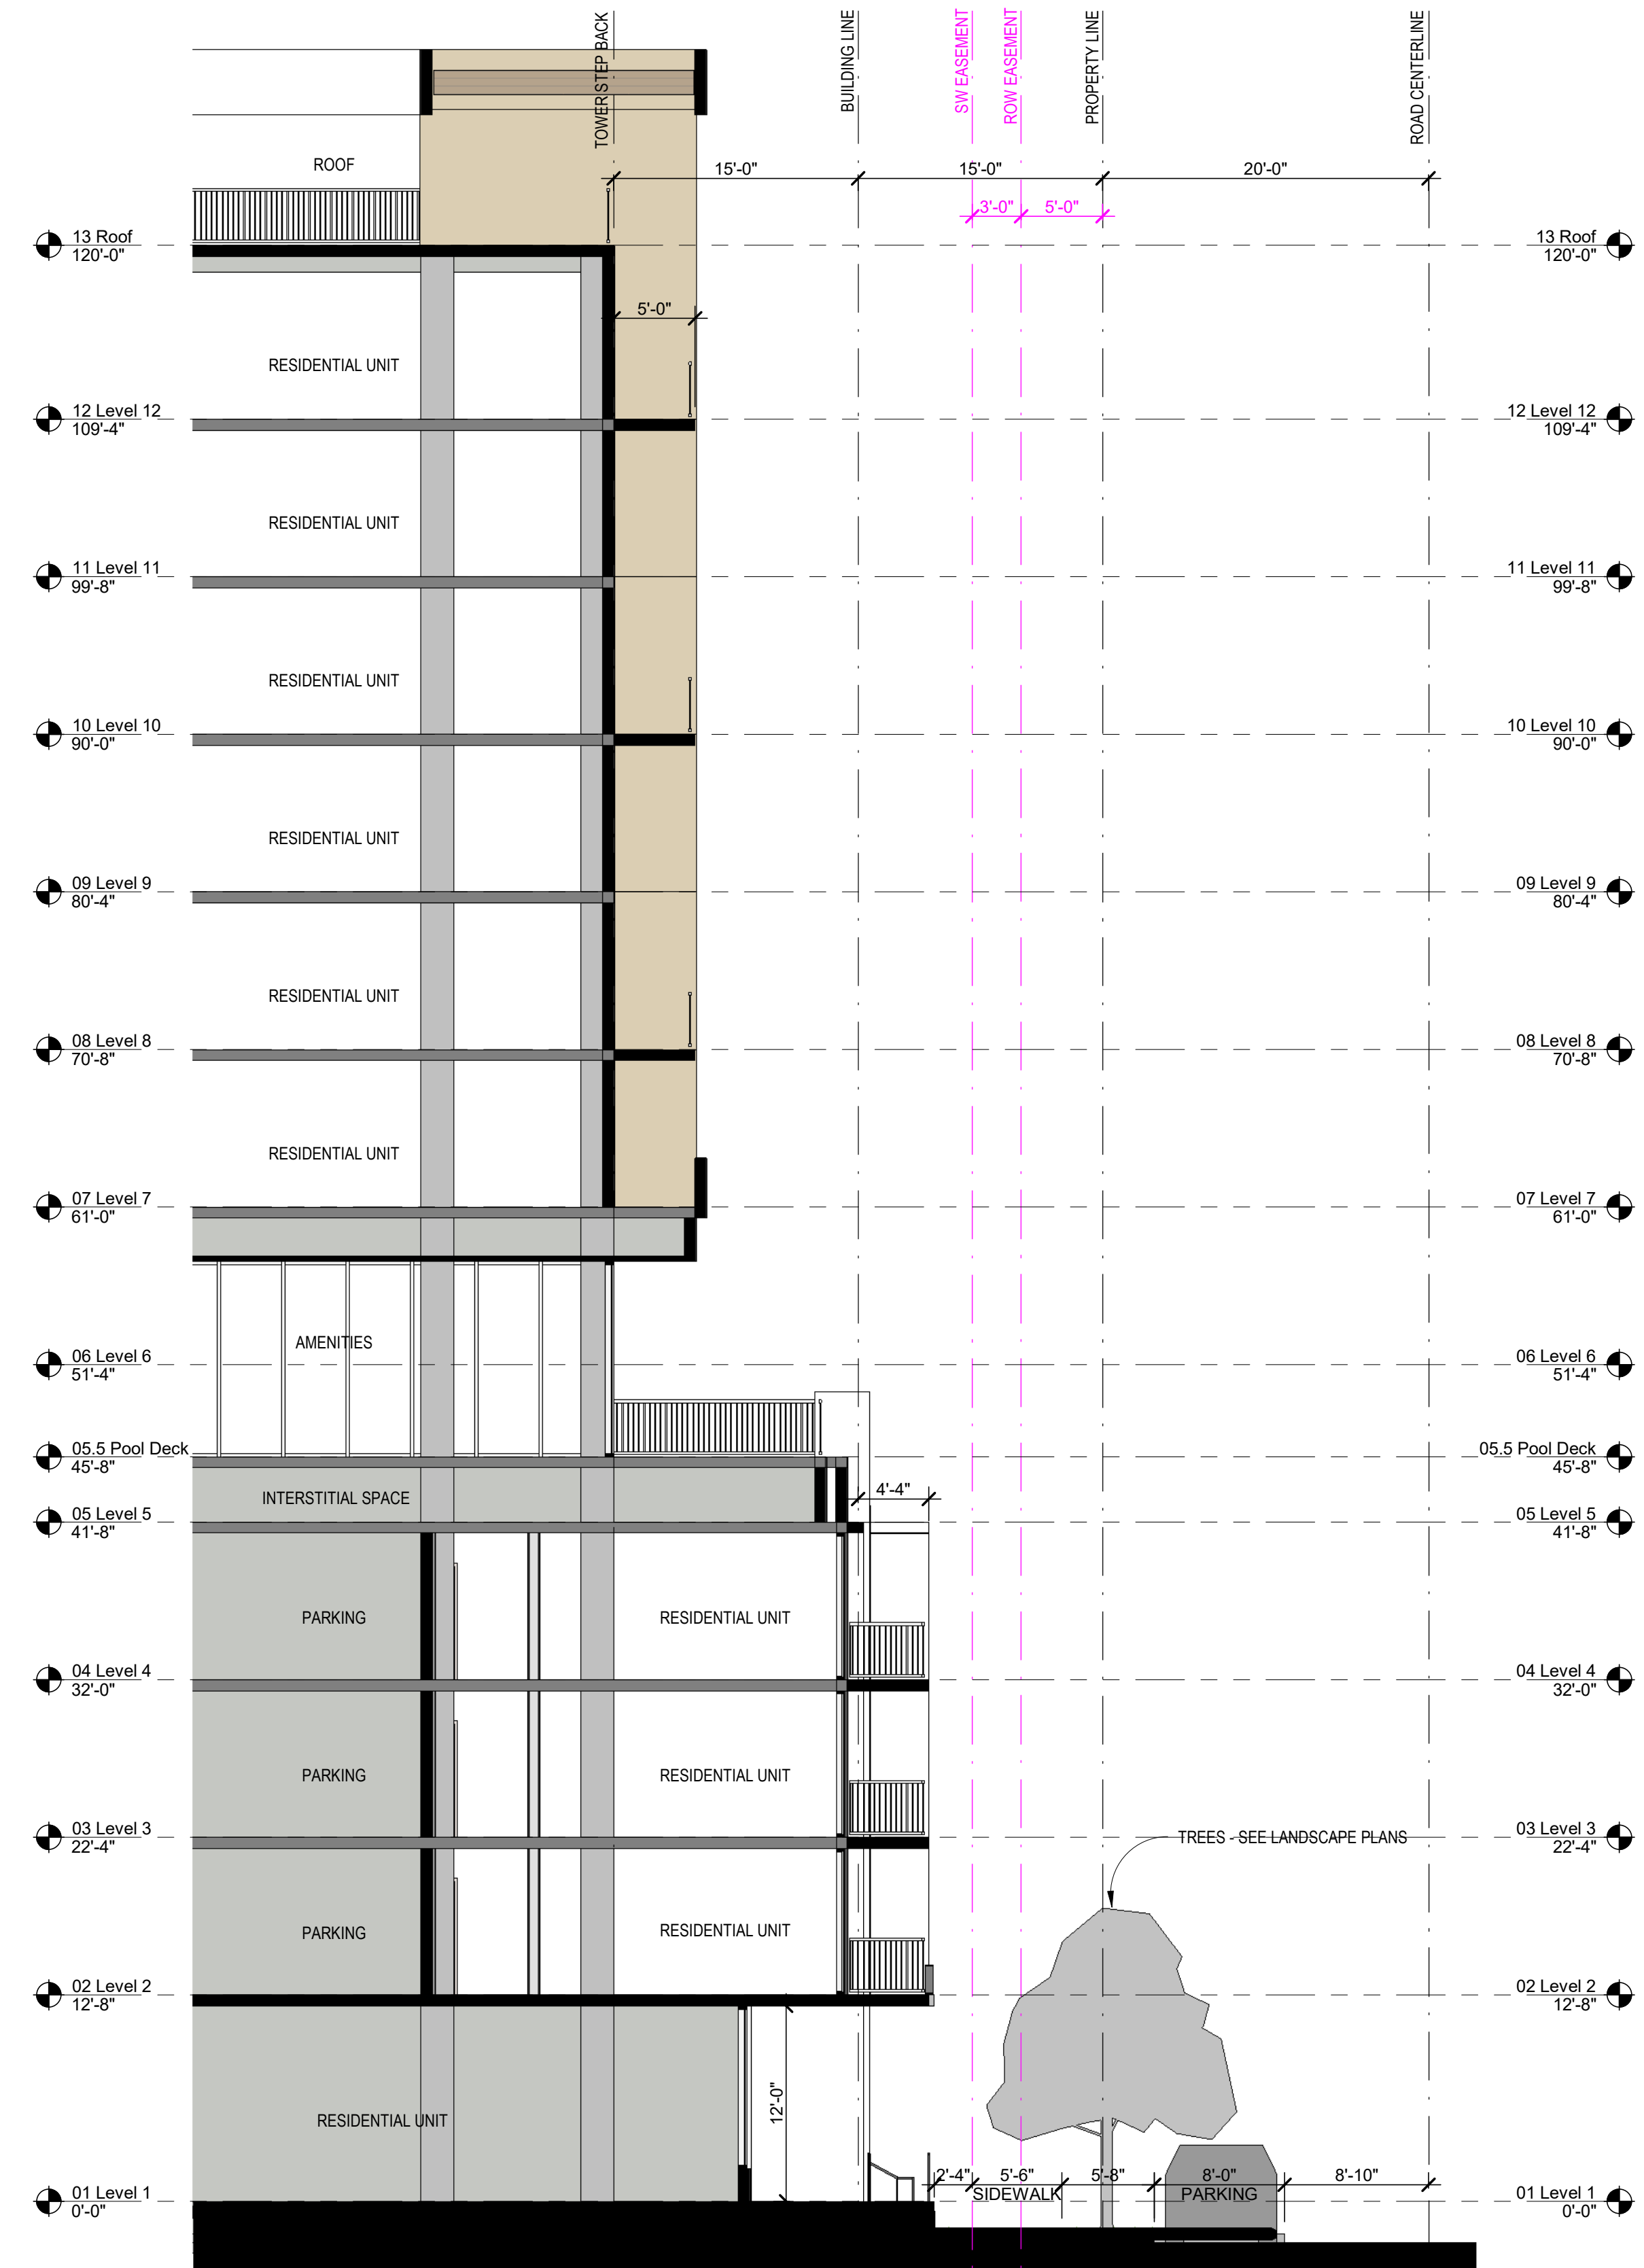 TOWER STEP BACK
BUILDING LINE
SW EASEMENT
ROW EASEMENT
PROPERTY LINE
ROAD CENTERLINE
ROOF
15'-0"
15'-0"
20'-0"
3'-0"
5'-0"
13 Roof
120'-0"
13 Roof
120'-0"
5'-0"
RESIDENTIAL UNIT
12 Level 12
109'-4"
12 Level 12
109'-4"
RESIDENTIAL UNIT
11 Level 11
99'-8"
11 Level 11
99'-8"
RESIDENTIAL UNIT
10 Level 10
90'-0"
10 Level 10
90'-0"
RESIDENTIAL UNIT
09 Level 9
80'-4"
09 Level 9
80'-4"
RESIDENTIAL UNIT
08 Level 8
70'-8"
08 Level 8
70'-8"
RESIDENTIAL UNIT
07 Level 7
61'-0"
07 Level 7
61'-0"
AMENITIES
06 Level 6
51'-4"
06 Level 6
51'-4"
05.5 Pool Deck
45'-8"
05.5 Pool Deck
45'-8"
INTERSTITIAL SPACE
4'-4"
05 Level 5
41'-8"
05 Level 5
41'-8"
PARKING
RESIDENTIAL UNIT
04 Level 4
32'-0"
04 Level 4
32'-0"
PARKING
RESIDENTIAL UNIT
03 Level 3
22'-4"
TREES - SEE LANDSCAPE PLANS
03 Level 3
22'-4"
PARKING
RESIDENTIAL UNIT
02 Level 2
12'-8"
02 Level 2
12'-8"
12'-0"
RESIDENTIAL UNIT
2'-4"
5'-6"
5'-8"
8'-0"
8'-10"
SIDEWALK
PARKING
01 Level 1
0'-0"
01 Level 1
0'-0"